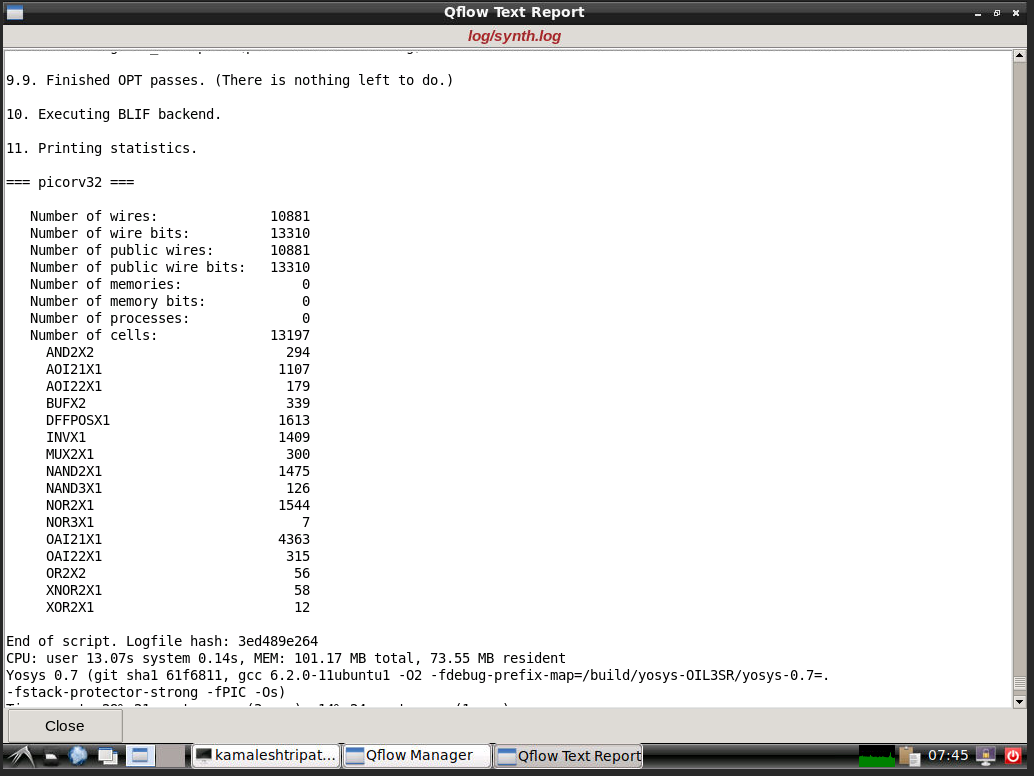 Qflow Text Report
log/synth.log
9.9. Finished OPT passes. (There is nothing left to do.)
10. Executing BLIF backend.
11. Printing statistics.
=== picorv32 ===
Number of wires: 10881
Number of wire bits: 13310
Number of public wires: 10881
Number of public wire bits: 13310
Number of memories: 0
Number of memory bits: 0
Number of processes: 0
Number of cells: 13197
AND2X2 294
AOI21X1 1107
AOI22X1 179
BUFX2 339
DFFPOSX1 1613
INVX1 1409
MUX2X1 300
NAND2X1 1475
NAND3X1 126
NOR2X1 1544
NOR3X1 7
OAI21X1 4363
OAI22X1 315
OR2X2 56
XNOR2X1 58
XOR2X1 12
End of script. Logfile hash: 3ed489e264
CPU: user 13.07s system 0.14s, MEM: 101.17 MB total, 73.55 MB resident
Yosys 0.7 (git sha1 61f6811, gcc 6.2.0-11ubuntu1 -O2 -fdebug-prefix-map=/build/yosys-OIL3SR/yosys-0.7=.
-fstack-protector-strong -fPIC -Os)
Close
kamaleshtripat... Qflow Manager Qflow Text Report 07:45